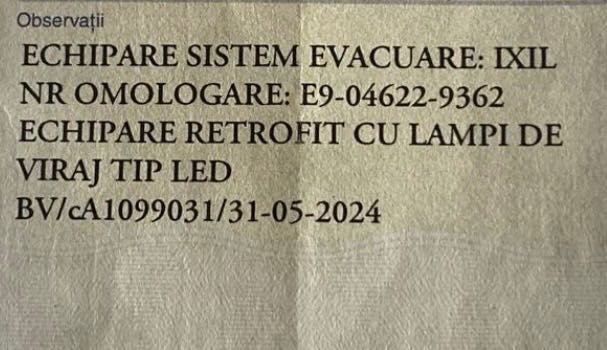 Observații
ECHIPARE SISTEM EVACUARE: IXIL
NR OMOLOGARE: E9-04622-9362
ECHIPARE RETROFIT CU LAMPI DE
VIRAJ TIP LED
BV/cA1099031/31-05-2024